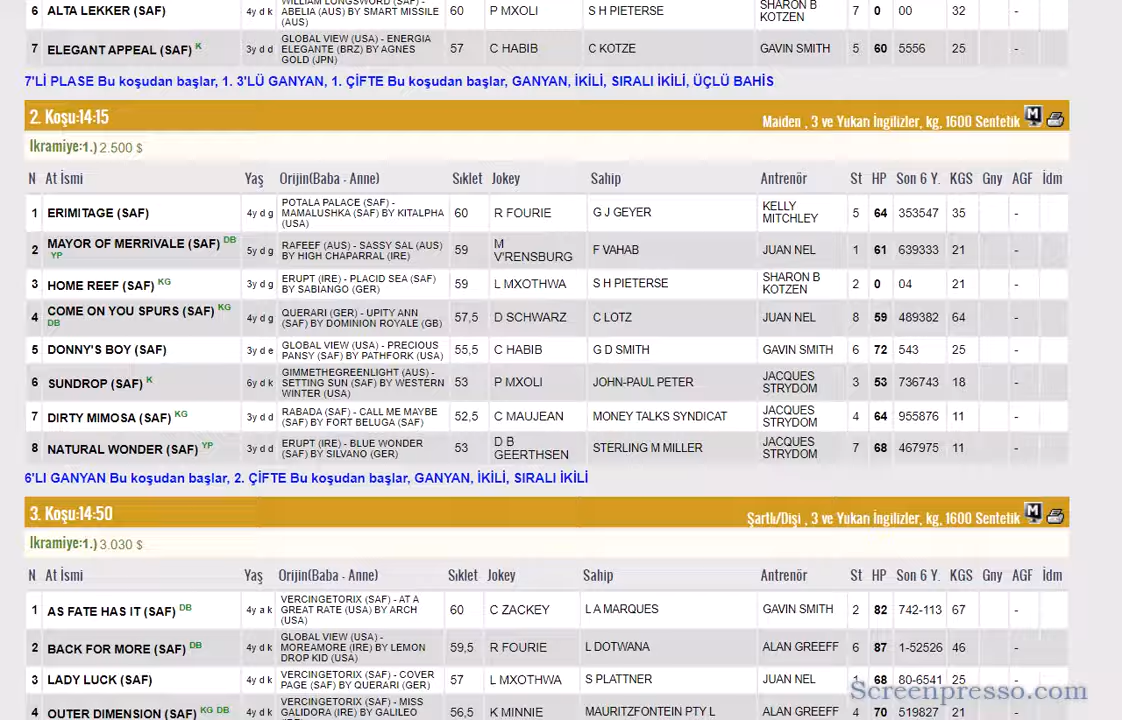 6 ALTA LEKKER (SAF) 4y d k ABELIA (AUS) BY SMART MISSILE (AUS) 60 P MXOLI S H PIETERSE SHARON B KOTZEN 7 0 00 32 -
7 ELEGANT APPEAL (SAF) K 3y d d GLOBAL VIEW (USA) - ENERGIA ELEGANTE (BRZ) BY AGNES GOLD (JPN) 57 C HABIB C KOTZE GAVIN SMITH 5 60 5556 25 -
7'Lİ PLASE Bu koşudan başlar, 1. 3'LÜ GANYAN, 1. ÇİFTE Bu koşudan başlar, GANYAN, İKİLİ, SIRALI İKİLİ, ÜÇLÜ BAHİS
2. Koşu:14:15 Maiden , 3 ve Yukarı İngilizler, kg, 1600 Sentetik
İkramiye:1.) 2.500 $
N At İsmi Yaş Orijin(Baba - Anne) Sıklet Jokey Sahip Antrenör St HP Son 6 Y. KGS Gny AGF İdm
1 ERIMITAGE (SAF) 4y d g POTALA PALACE (SAF) - MAMALUSHKA (SAF) BY KITALPHA (USA) 60 R FOURIE G J GEYER KELLY MITCHLEY 5 64 353547 35 -
2 MAYOR OF MERRIVALE (SAF) DB YP 5y d g RAFEEF (AUS) - SASSY SAL (AUS) BY HIGH CHAPARRAL (IRE) 59 M V'RENSBURG F VAHAB JUAN NEL 1 61 639333 21 -
3 HOME REEF (SAF) KG 3y d g ERUPT (IRE) - PLACID SEA (SAF) BY SABIANGO (GER) 59 L MXOTHWA S H PIETERSE SHARON B KOTZEN 2 0 04 21 -
4 COME ON YOU SPURS (SAF) KG DB 4y d g QUERARI (GER) - UPITY ANN (SAF) BY DOMINION ROYALE (GB) 57,5 D SCHWARZ C LOTZ JUAN NEL 8 59 489382 64 -
5 DONNY'S BOY (SAF) 3y d e GLOBAL VIEW (USA) - PRECIOUS PANSY (SAF) BY PATHFORK (USA) 55,5 C HABIB G D SMITH GAVIN SMITH 6 72 543 25 -
6 SUNDROP (SAF) K 6y d k GIMMETHEGREENLIGHT (AUS) - SETTING SUN (SAF) BY WESTERN WINTER (USA) 53 P MXOLI JOHN-PAUL PETER JACQUES STRYDOM 3 53 736743 18 -
7 DIRTY MIMOSA (SAF) KG 3y d d RABADA (SAF) - CALL ME MAYBE (SAF) BY FORT BELUGA (SAF) 52,5 C MAUJEAN MONEY TALKS SYNDICAT JACQUES STRYDOM 4 64 955876 11 -
8 NATURAL WONDER (SAF) YP 3y d d ERUPT (IRE) - BLUE WONDER (SAF) BY SILVANO (GER) 53 D B GEERTHSEN STERLING M MILLER JACQUES STRYDOM 7 68 467975 11 -
6'LI GANYAN Bu koşudan başlar, 2. ÇİFTE Bu koşudan başlar, GANYAN, İKİLİ, SIRALI İKİLİ
3. Koşu:14:50 Şartlı/Dişi , 3 ve Yukarı İngilizler, kg, 1600 Sentetik
İkramiye:1.) 3.030 $
N At İsmi Yaş Orijin(Baba - Anne) Sıklet Jokey Sahip Antrenör St HP Son 6 Y. KGS Gny AGF İdm
1 AS FATE HAS IT (SAF) DB 4y a k VERCINGETORIX (SAF) - AT A GREAT RATE (USA) BY ARCH (USA) 60 C ZACKEY L A MARQUES GAVIN SMITH 2 82 742-113 67 -
2 BACK FOR MORE (SAF) DB 4y d k GLOBAL VIEW (USA) - MOREAMORE (IRE) BY LEMON DROP KID (USA) 59,5 R FOURIE L DOTWANA ALAN GREEFF 6 87 1-52526 46 -
3 LADY LUCK (SAF) 4y d k VERCINGETORIX (SAF) - COVER PAGE (SAF) BY QUERARI (GER) 57 L MXOTHWA S PLATTNER JUAN NEL 68 80-6541 25 -
4 OUTER DIMENSION (SAF) KG DB 4y d k VERCINGETORIX (SAF) - MISS GALIDORA (IRE) BY GALILEO 56,5 K MINNIE MAURITZFONTEIN PTY L ALAN GREEFF 4 70 519827 21 -
Screenpresso.com